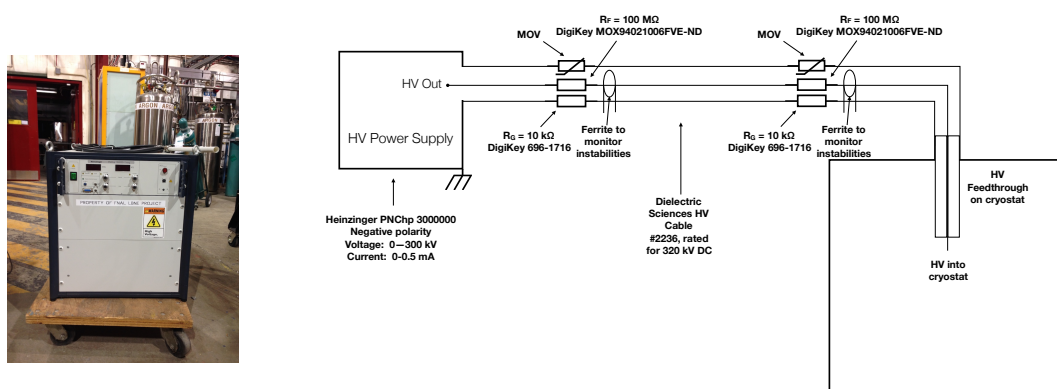 ARGON
PROPERTY OF FNAL LBNE PROJECT
WARNING
High
Voltage
HV Out
HV Power Supply
MOV
RF = 100 MΩ
DigiKey MOX94021006FVE-ND
RG = 10 kΩ
DigiKey 696-1716
Ferrite to
monitor
instabilities
MOV
RF = 100 MΩ
DigiKey MOX94021006FVE-ND
RG = 10 kΩ
DigiKey 696-1716
Ferrite to
monitor
instabilities
Heinzinger PNChp 3000000
Negative polarity
Voltage: 0—300 kV
Current: 0-0.5 mA
Dielectric
Sciences HV
Cable
#2236, rated
for 320 kV DC
HV
Feedthrough
on cryostat
HV into
cryostat